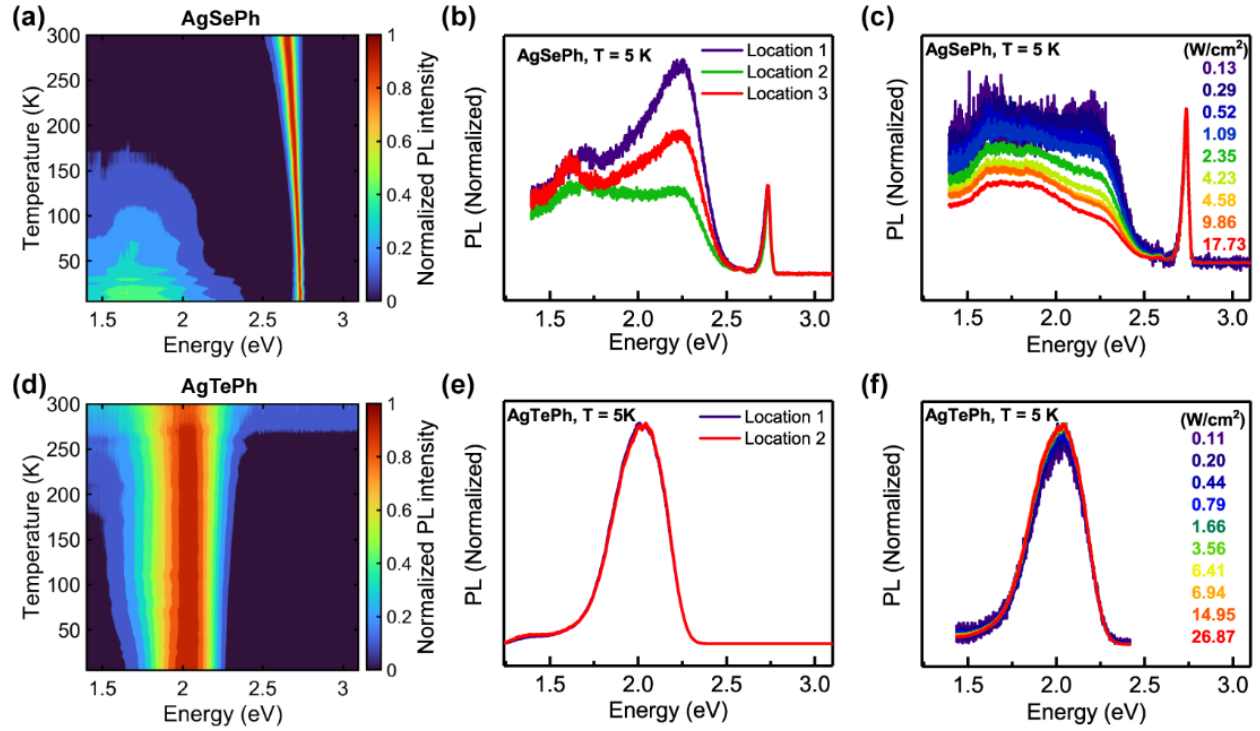 (a)
AgSePh
300
250
200
150
100
50
Temperature (K)
1.5
2
2.5
3
Energy (eV)
1
0.8
0.6
0.4
0.2
0
Normalized PL intensity
(b)
AgSePh, T = 5 K
Location 1
Location 2
Location 3
PL (Normalized)
1.5
2.0
2.5
3.0
Energy (eV)
(c)
AgSePh, T = 5 K
(W/cm²)
0.13
0.29
0.52
1.09
2.35
4.23
4.58
9.86
17.73
PL (Normalized)
1.5
2.0
2.5
3.0
Energy (eV)
(d)
AgTePh
300
250
200
150
100
50
Temperature (K)
1.5
2
2.5
3
Energy (eV)
1
0.8
0.6
0.4
0.2
0
Normalized PL intensity
(e)
AgTePh, T = 5K
Location 1
Location 2
PL (Normalized)
1.5
2.0
2.5
3.0
Energy (eV)
(f)
AgTePh, T = 5 K
(W/cm²)
0.11
0.20
0.44
0.79
1.66
3.56
6.41
6.94
14.95
26.87
PL (Normalized)
1.5
2.0
2.5
3.0
Energy (eV)